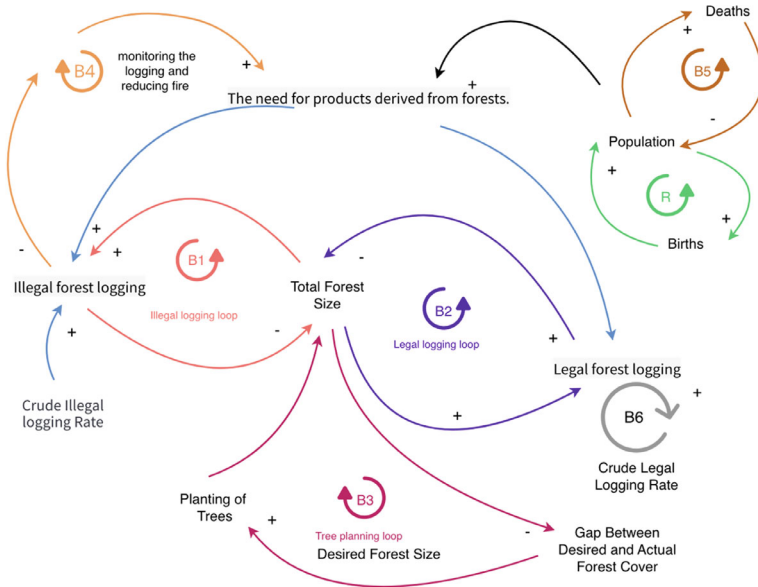 Deaths
+
B5
-
B4
monitoring the
logging and
reducing fire
+
+
The need for products derived from forests.
Population
+
R
+
Births
-
+
+
B1
Illegal forest logging
Illegal logging loop
-
+
Crude Illegal
logging Rate
Total Forest
Size
-
B2
Legal logging loop
+
+
Legal forest logging
+
B6
Crude Legal
Logging Rate
Planting of
Trees
+
B3
Tree planning loop
Desired Forest Size
-
Gap Between
Desired and Actual
Forest Cover